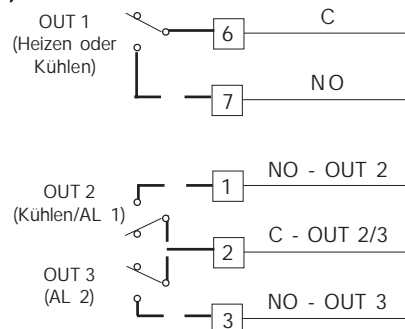 OUT 1
(Heizen oder
Kühlen)
6
C
7
NO
OUT 2
(Kühlen/AL 1)
1
NO - OUT 2
2
C - OUT 2/3
OUT 3
(AL 2)
3
NO - OUT 3